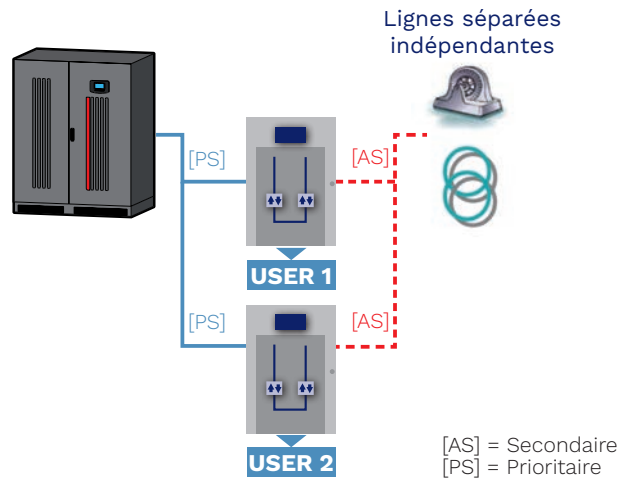 Lignes séparées
indépendantes
[PS]
[AS]
USER 1
[PS]
[AS]
USER 2
[AS] = Secondaire
[PS] = Prioritaire